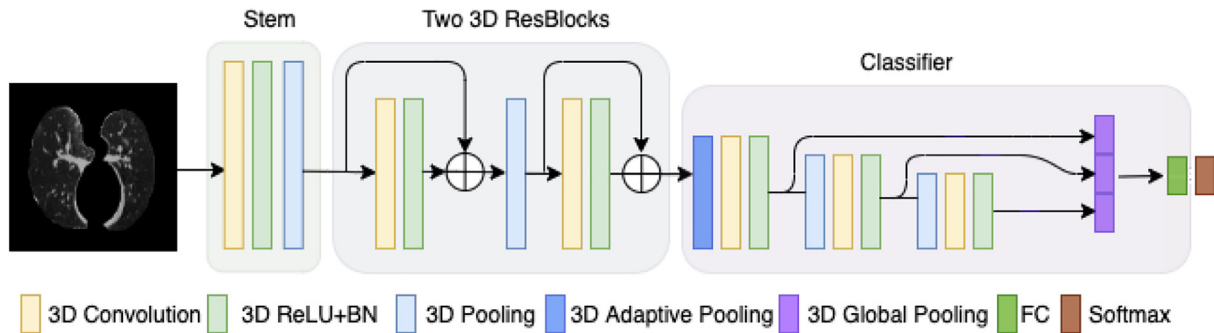 Stem
Two 3D ResBlocks
Classifier
3D Convolution
3D ReLU+BN
3D Pooling
3D Adaptive Pooling
3D Global Pooling
FC
Softmax